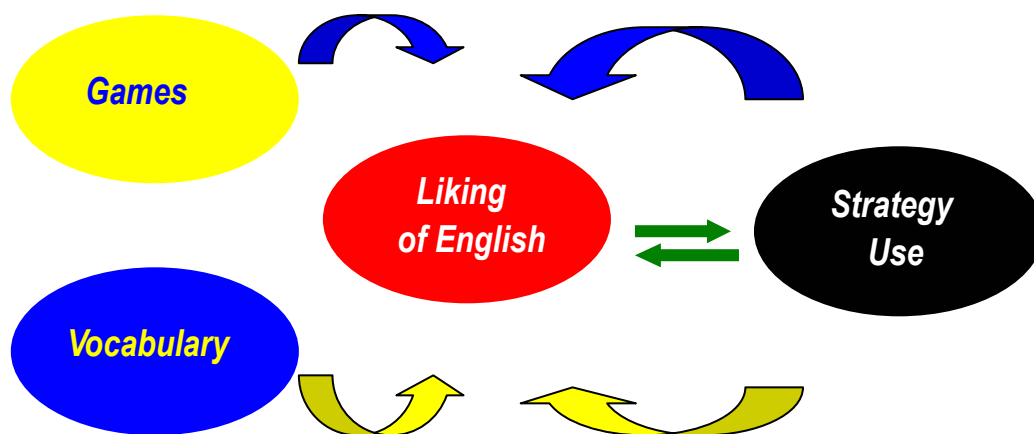 Games
Liking
of English
Strategy
Use
Vocabulary